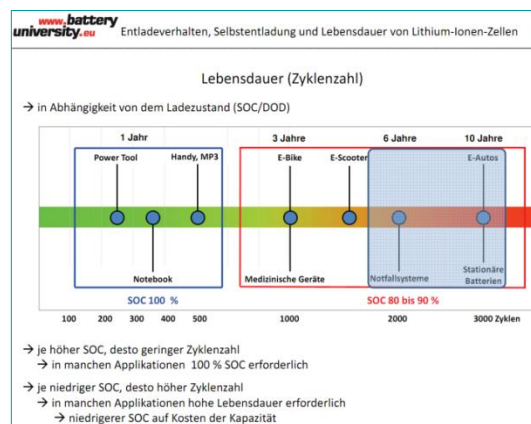 www.battery
university.eu
Entladeverhalten, Selbstentladung und Lebensdauer von Lithium-Ionen-Zellen
Lebensdauer (Zyklenzahl)
→ in Abhängigkeit von dem Ladezustand (SOC/DOD)
1 Jahr 3 Jahre 6 Jahre 10 Jahre
Power Tool Handy, MP3 E-Bike E-Scooter E-Autos
Notebook Medizinische Geräte Notfallsysteme Stationäre
Batterien
SOC 100 % SOC 80 bis 90 %
100 200 300 400 500 1000 2000 3000 Zyklen
→ je höher SOC, desto geringer Zyklenzahl
→ in manchen Applikationen 100 % SOC erforderlich
→ je niedriger SOC, desto höher Zyklenzahl
→ in manchen Applikationen hohe Lebensdauer erforderlich
→ niedrigerer SOC auf Kosten der Kapazität